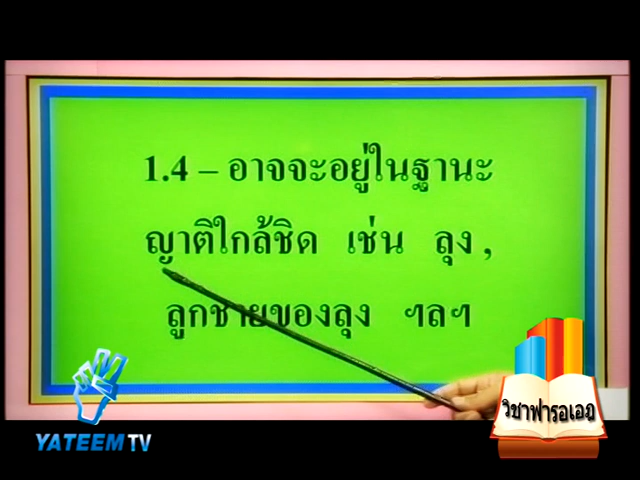 1.4 – อาจจะอยู่ในฐานะ
ญาติใกล้ชิด เช่น ลุง ,
ลูกชายของลุง ฯลฯ
วิชาฟารอเอฎ
YATEEM TV